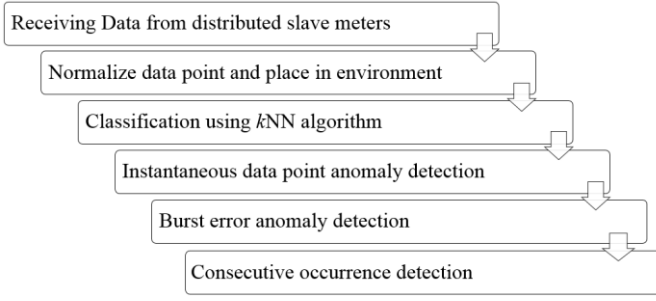 Receiving Data from distributed slave meters
Normalize data point and place in environment
Classification using kNN algorithm
Instantaneous data point anomaly detection
Burst error anomaly detection
Consecutive occurrence detection